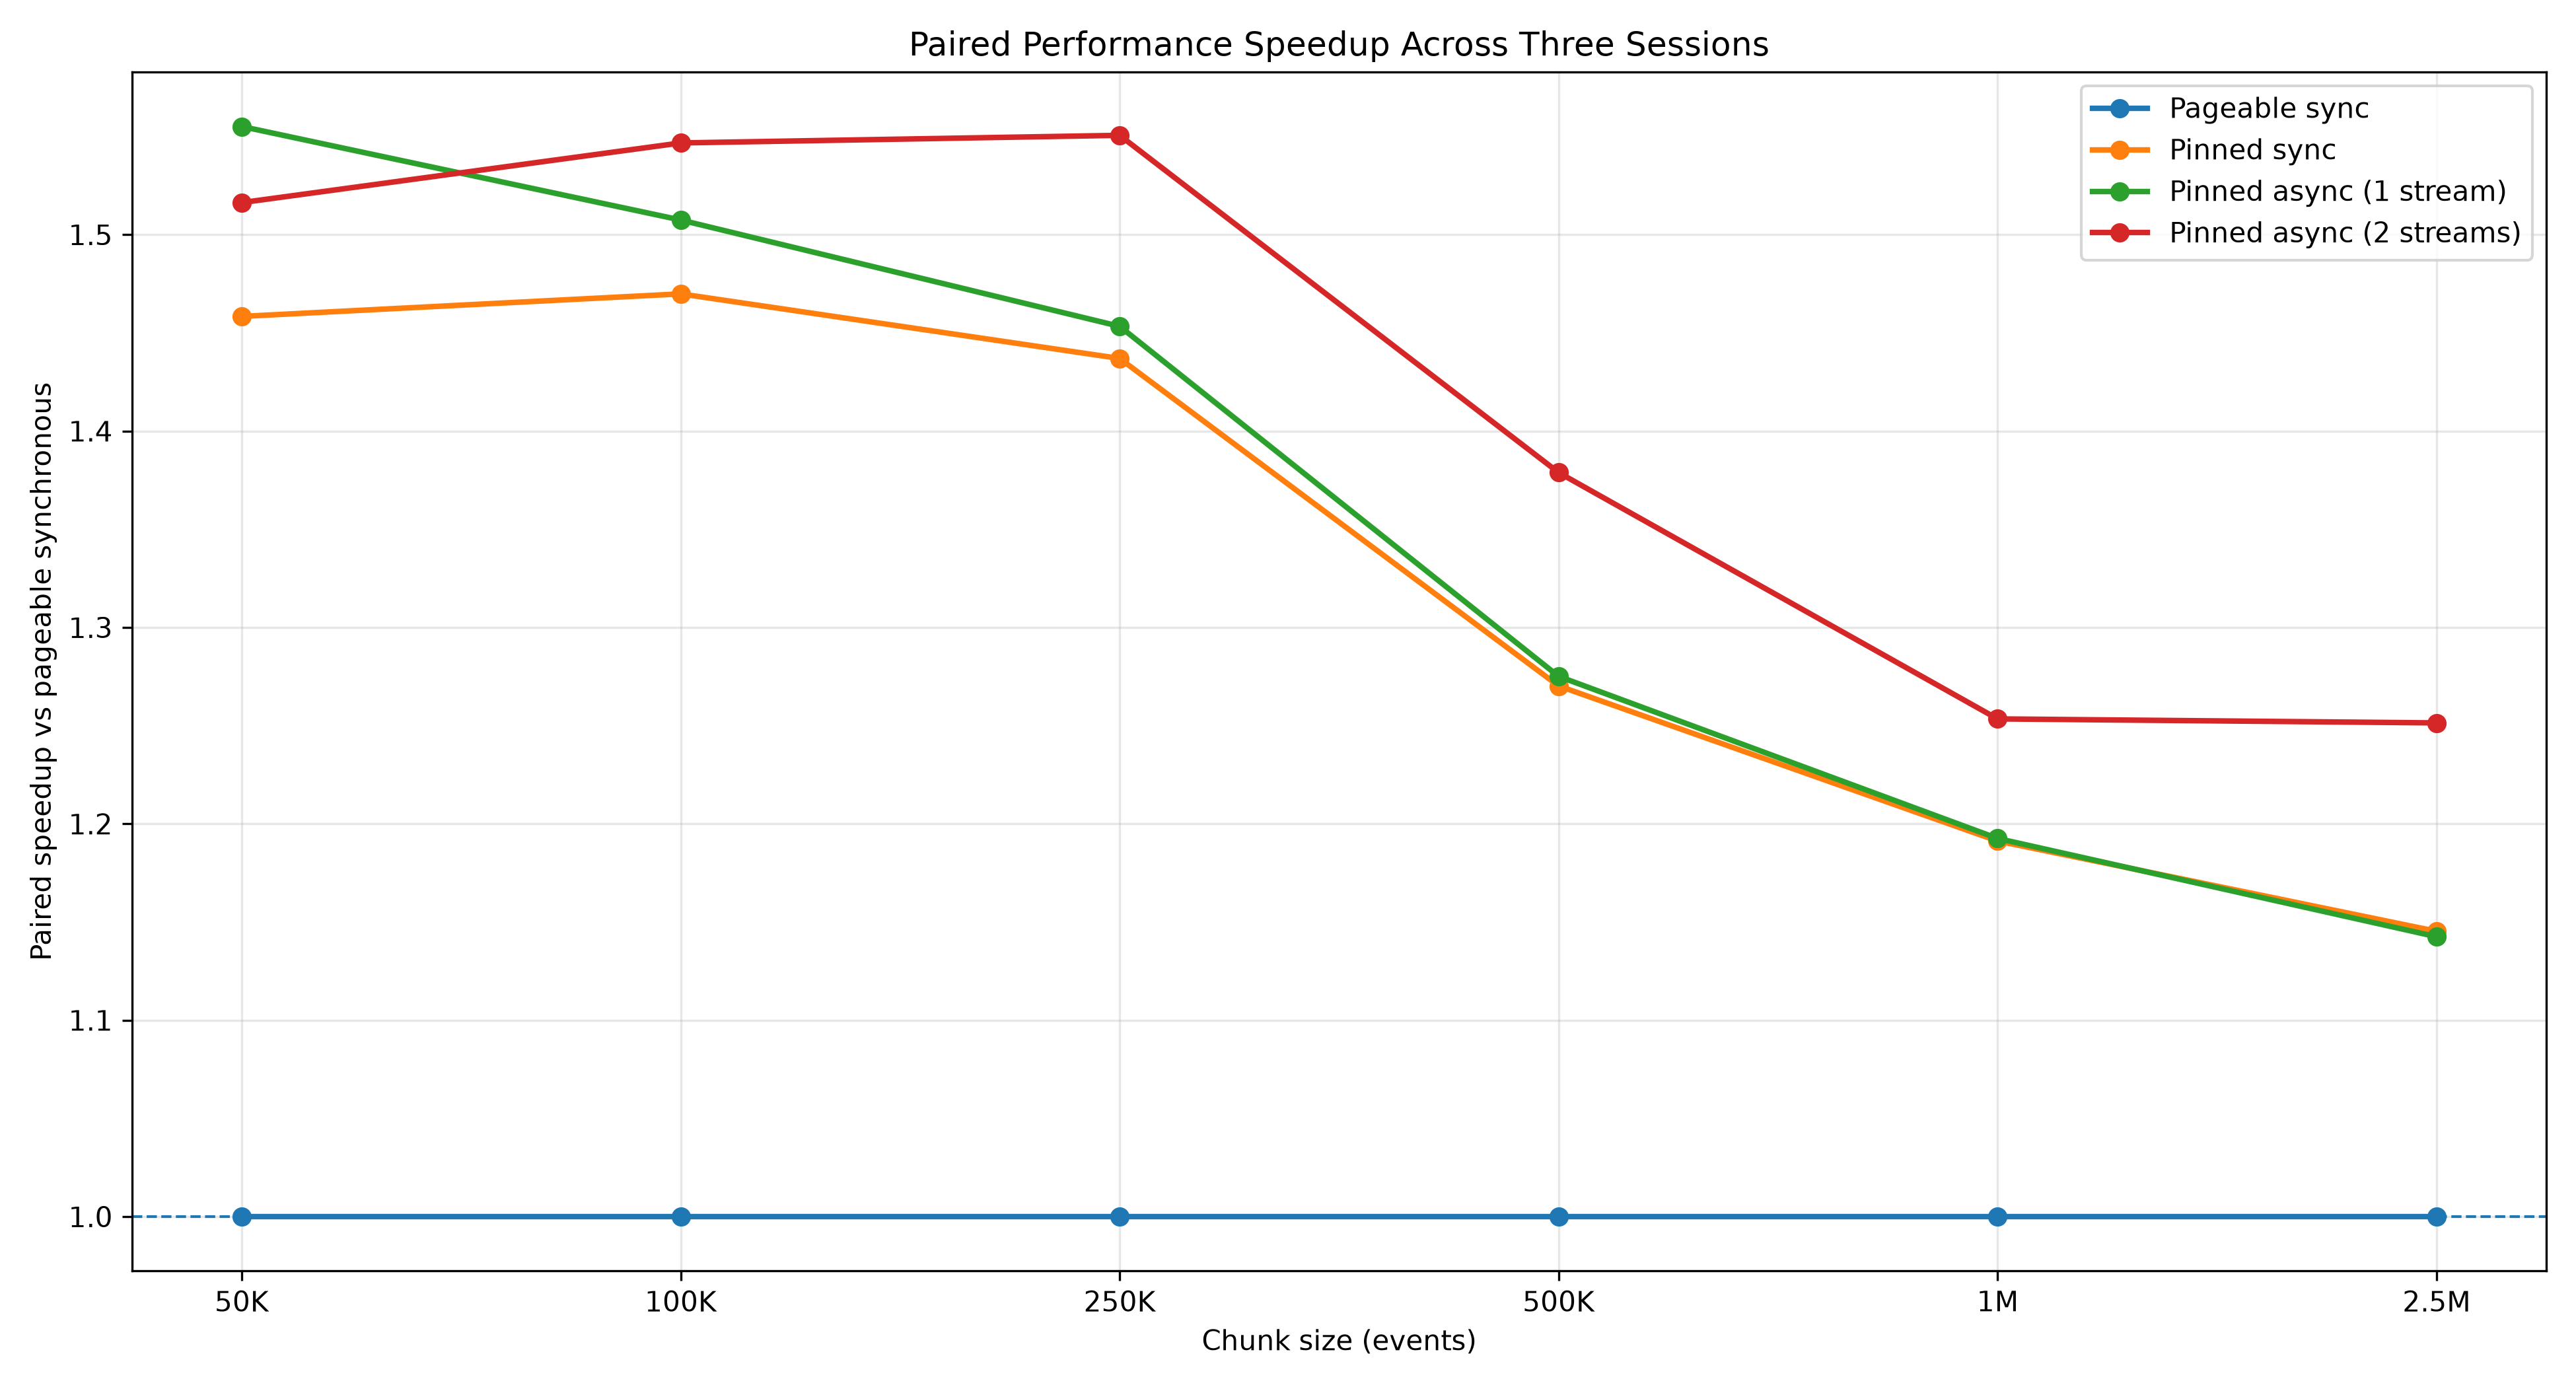 Paired Performance Speedup Across Three Sessions
Pageable sync
Pinned sync
Pinned async (1 stream)
Pinned async (2 streams)
Paired speedup vs pageable synchronous
1.5
1.4
1.3
1.2
1.1
1.0
50K
100K
250K
500K
1M
2.5M
Chunk size (events)